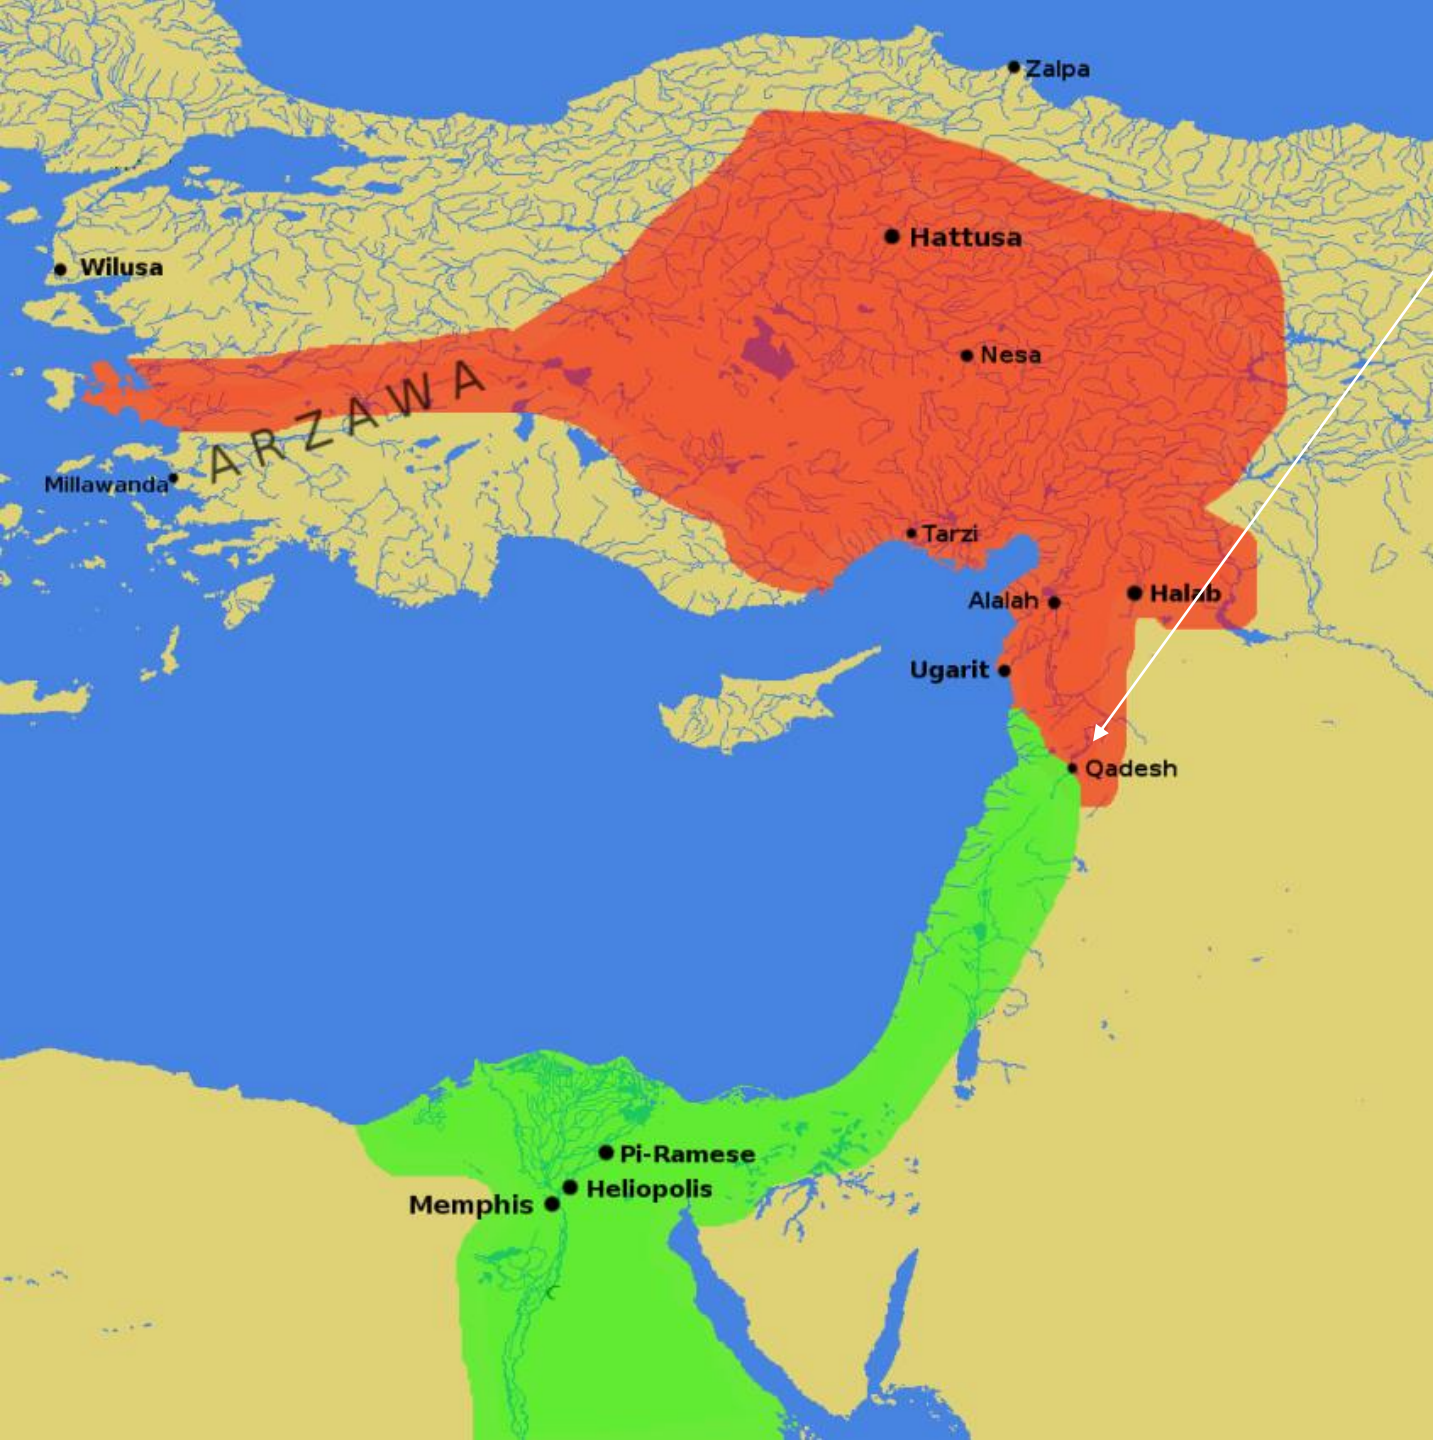 Zalpa
Hattusa
Wilusa
Nesa
ARZAWA
Millawanda
Tarzi
Alalah
Halab
Ugarit
Qadesh
Pi-Ramese
Heliopolis
Memphis